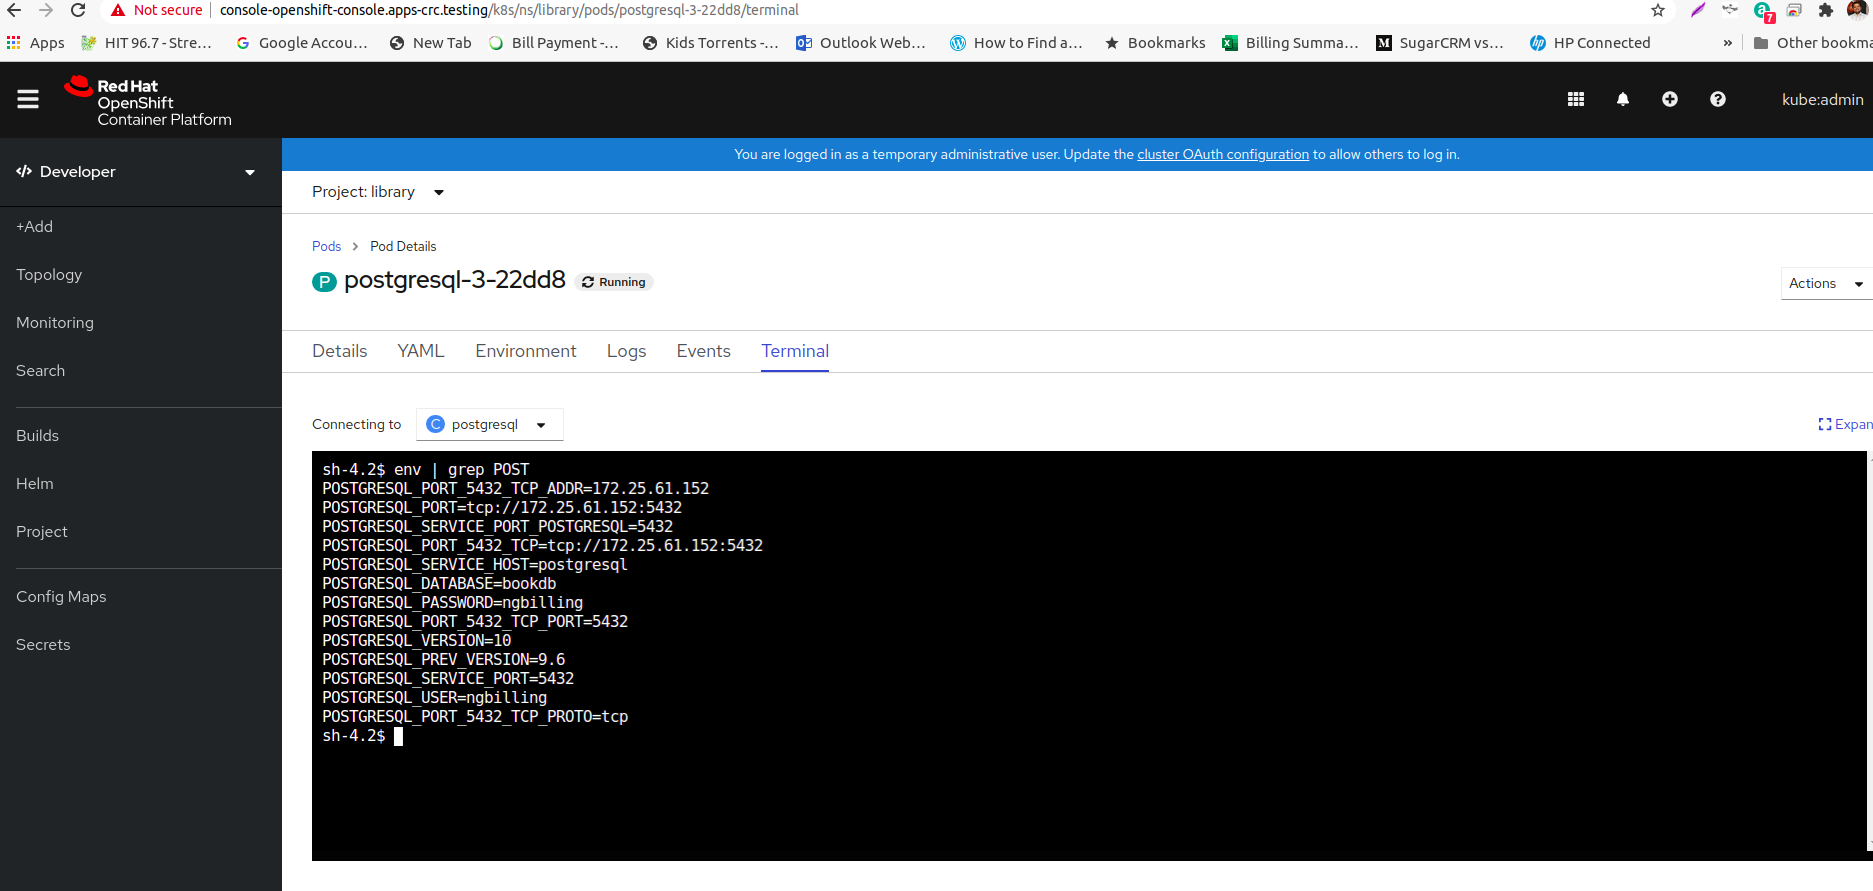 Not secure | console-openshift-console.apps-crc.testing/k8s/ns/library/pods/postgresql-3-22dd8/terminal
7
Apps HIT 96.7 - Stre... Google Accou... New Tab Bill Payment -... Kids Torrents -... Outlook Web... How to Find a... Bookmarks Billing Summa... SugarCRM vs... HP Connected » Other bookma
Red Hat
OpenShift
Container Platform
kube:admin
Developer
You are logged in as a temporary administrative user. Update the cluster OAuth configuration to allow others to log in.
Project: library
+Add
Topology
Monitoring
Search
Builds
Helm
Project
Config Maps
Secrets
Pods > Pod Details
P postgresql-3-22dd8 Running
Actions
Details YAML Environment Logs Events Terminal
Connecting to C postgresql
Expan
sh-4.2$ env | grep POST
POSTGRESQL_PORT_5432_TCP_ADDR=172.25.61.152
POSTGRESQL_PORT=tcp://172.25.61.152:5432
POSTGRESQL_SERVICE_PORT_POSTGRESQL=5432
POSTGRESQL_PORT_5432_TCP=tcp://172.25.61.152:5432
POSTGRESQL_SERVICE_HOST=postgresql
POSTGRESQL_DATABASE=bookdb
POSTGRESQL_PASSWORD=ngbilling
POSTGRESQL_PORT_5432_TCP_PORT=5432
POSTGRESQL_VERSION=10
POSTGRESQL_PREV_VERSION=9.6
POSTGRESQL_SERVICE_PORT=5432
POSTGRESQL_USER=ngbilling
POSTGRESQL_PORT_5432_TCP_PROTO=tcp
sh-4.2$